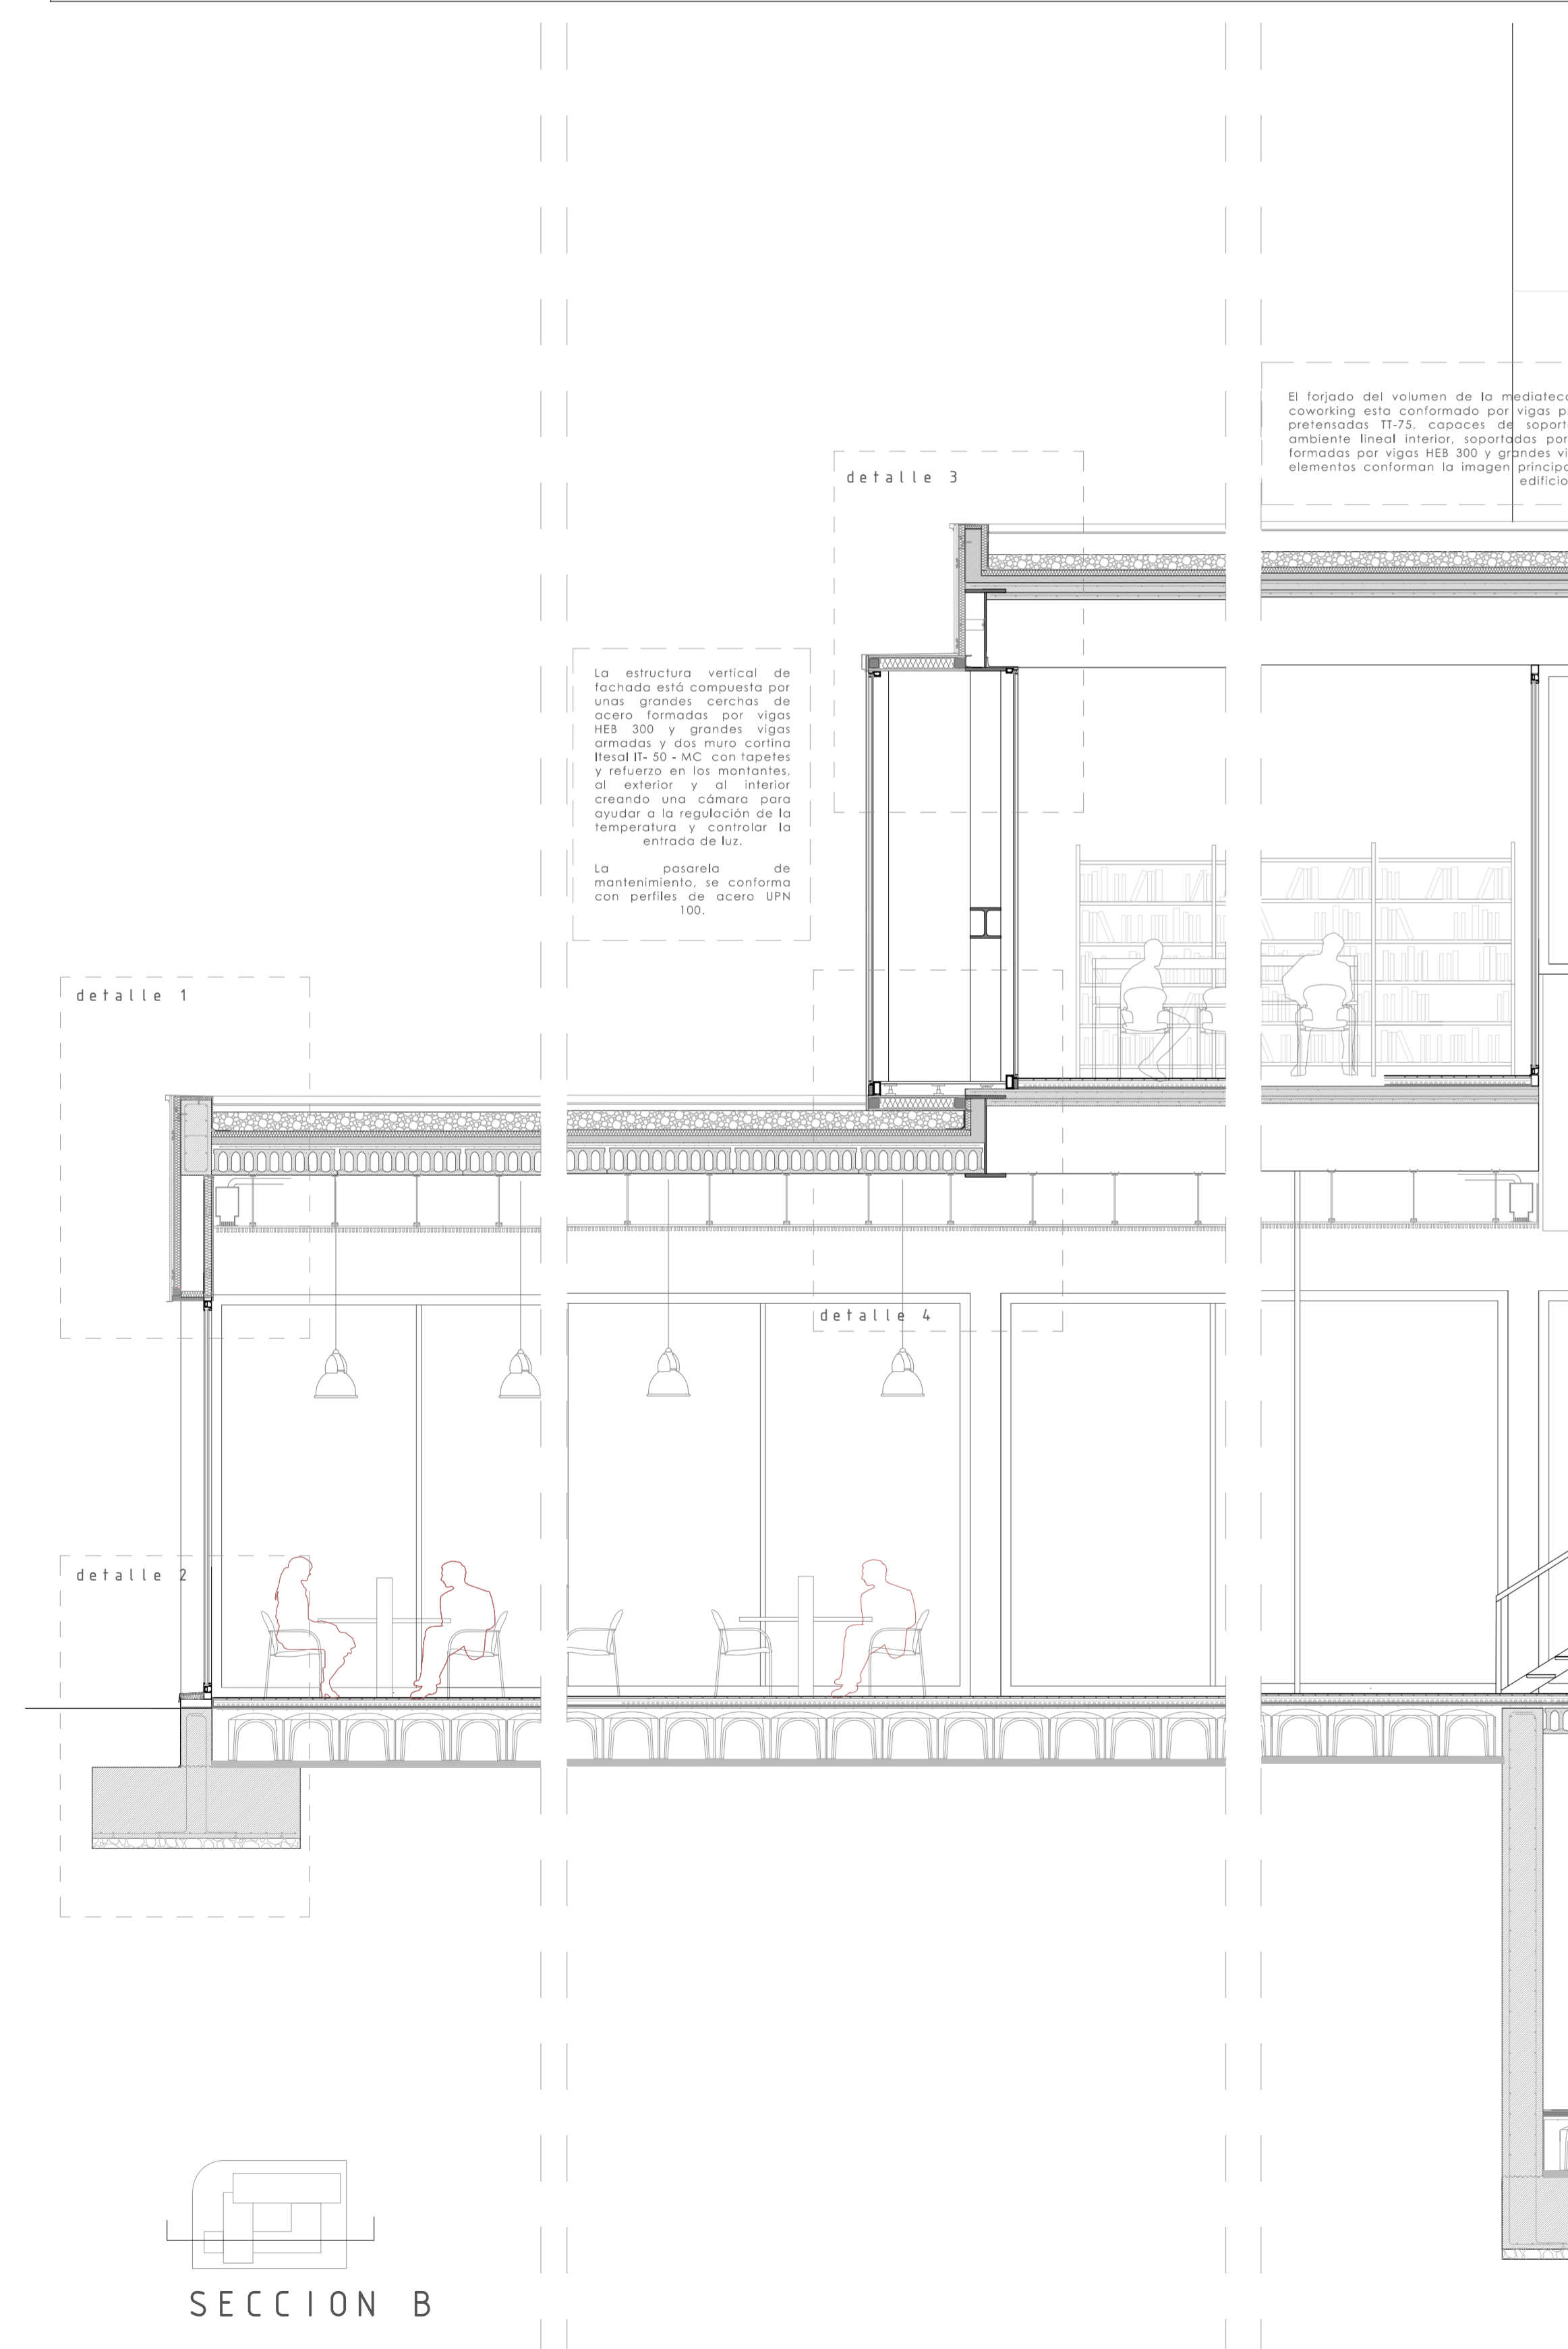 El forjado del volumen de la
coworking esta conformado por vigas
pretensadas TT-75, capaces de
ambiente lineal interior, soportadas por
formadas por vigas HEB 300 y grandes
elementos conforman la imagen
detalle 3
La estructura vertical de
fachada está compuesta por
unas grandes cerchas de
acero formadas por vigas
HEB 300 y grandes vigas
armadas y dos muro cortina
Itesal IT- 50 - MC con tapetes
y refuerzo en los montantes,
al exterior y al interior
creando una cámara para
ayudar a la regulación de la
temperatura y controlar la
entrada de luz.
La pasarela de
mantenimiento, se conforma
con perfiles de acero UPN
100.
detalle 1
detalle 4
detalle 2
SECCION B